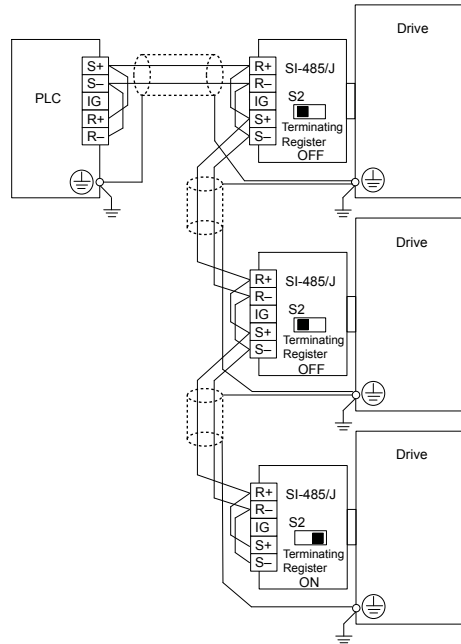 PLC
S+
S–
IG
R+
R–
R+
R–
IG
S+
S–
SI-485/J
S2
Terminating
Register
OFF
Drive
R+
R–
IG
S+
S–
SI-485/J
S2
Terminating
Register
OFF
Drive
R+
R–
IG
S+
S–
SI-485/J
S2
Terminating
Register
ON
Drive